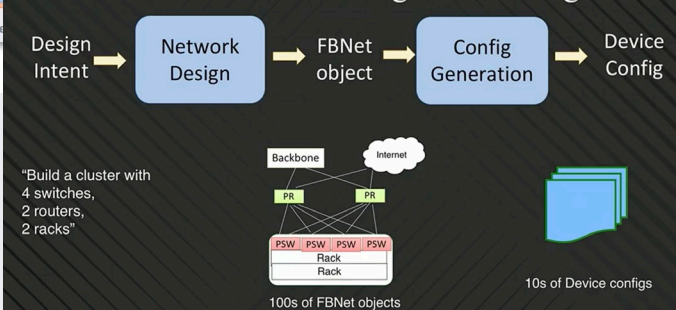 Design
Intent
Network
Design
FBNet
object
Config
Generation
Device
Config
“Build a cluster with
4 switches,
2 routers,
2 racks”
Backbone
Internet
PR
PR
PSW PSW PSW PSW
Rack
Rack
100s of FBNet objects
10s of Device configs